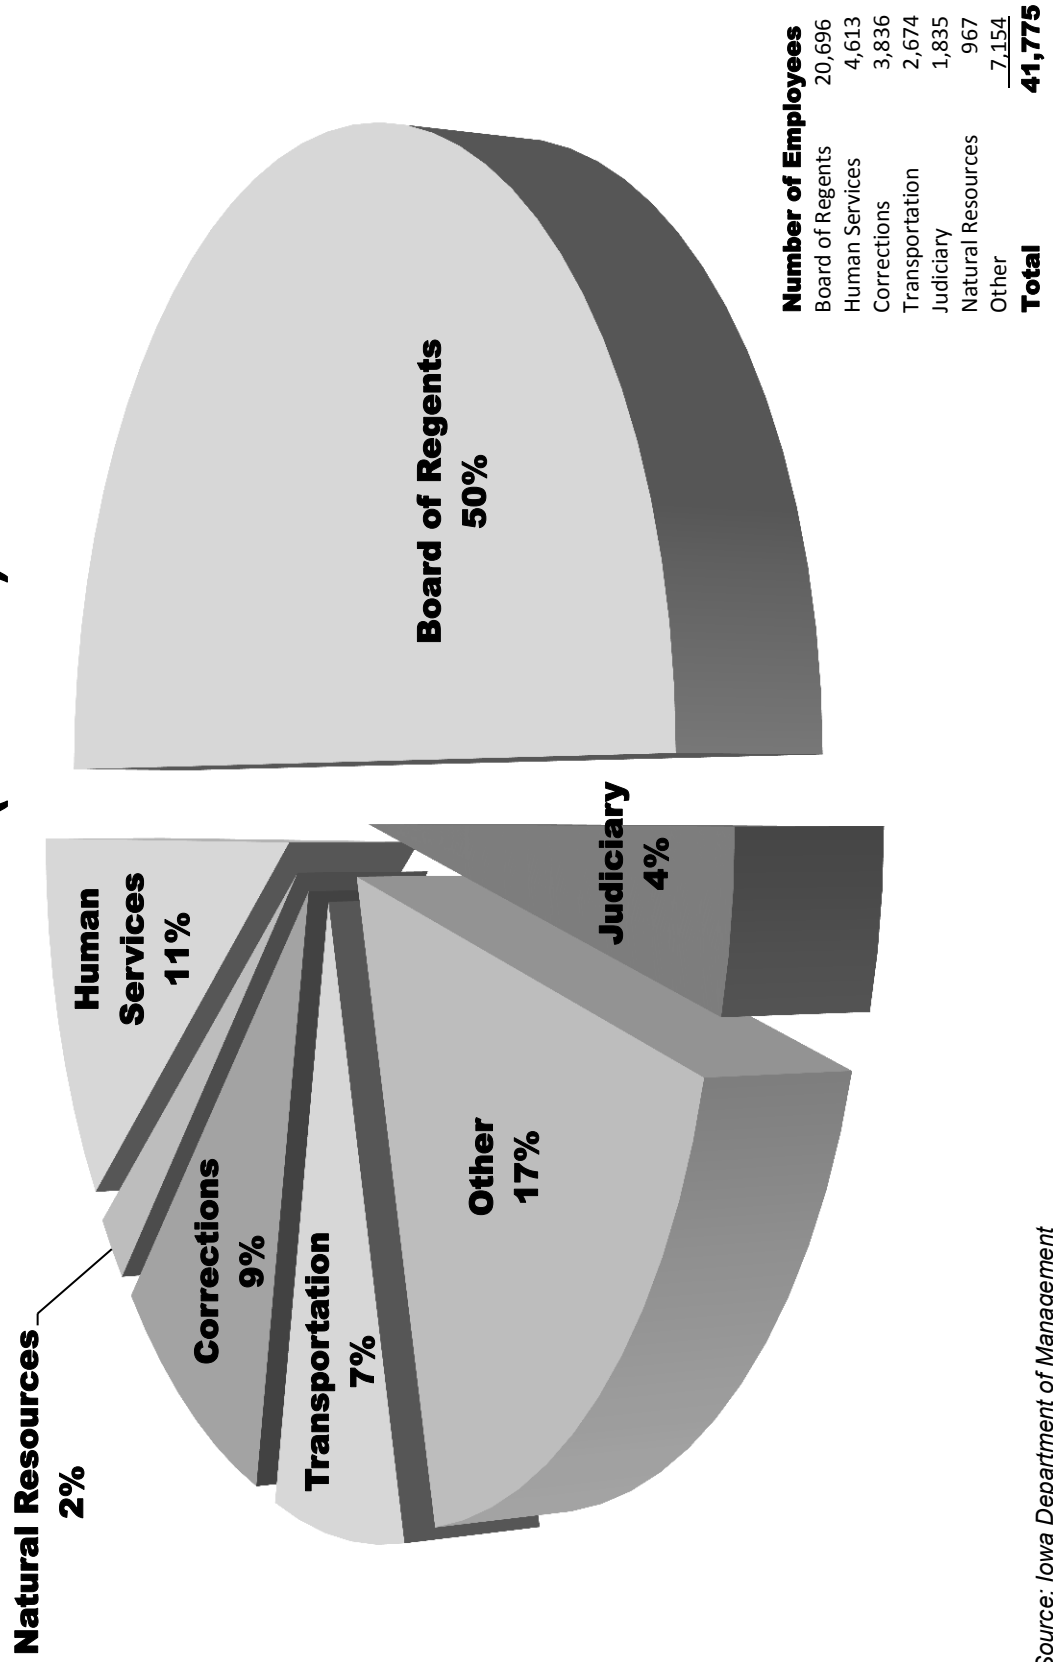 Natural Resources
2%
Human
Services
11%
Corrections
9%
Transportation
7%
Other
17%
Judiciary
4%
Board of Regents
50%
Number of Employees
Board of Regents 20,696
Human Services 4,613
Corrections 3,836
Transportation 2,674
Judiciary 1,835
Natural Resources 967
Other 7,154
Total 41,775
Source: Iowa Department of Management